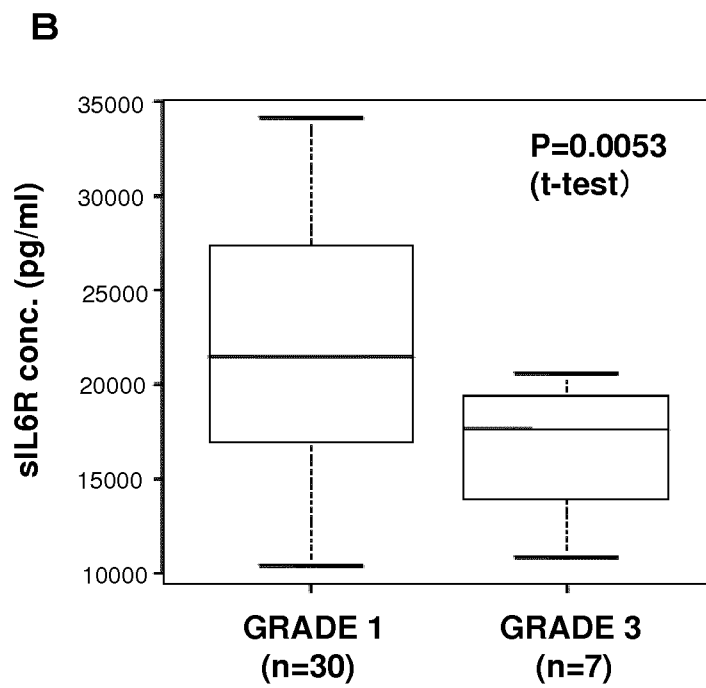 B
P=0.0053
(t-test）
sIL6R conc. (pg/ml)
35000
30000
25000
20000
15000
10000
GRADE 1
(n=30)
GRADE 3
(n=7)